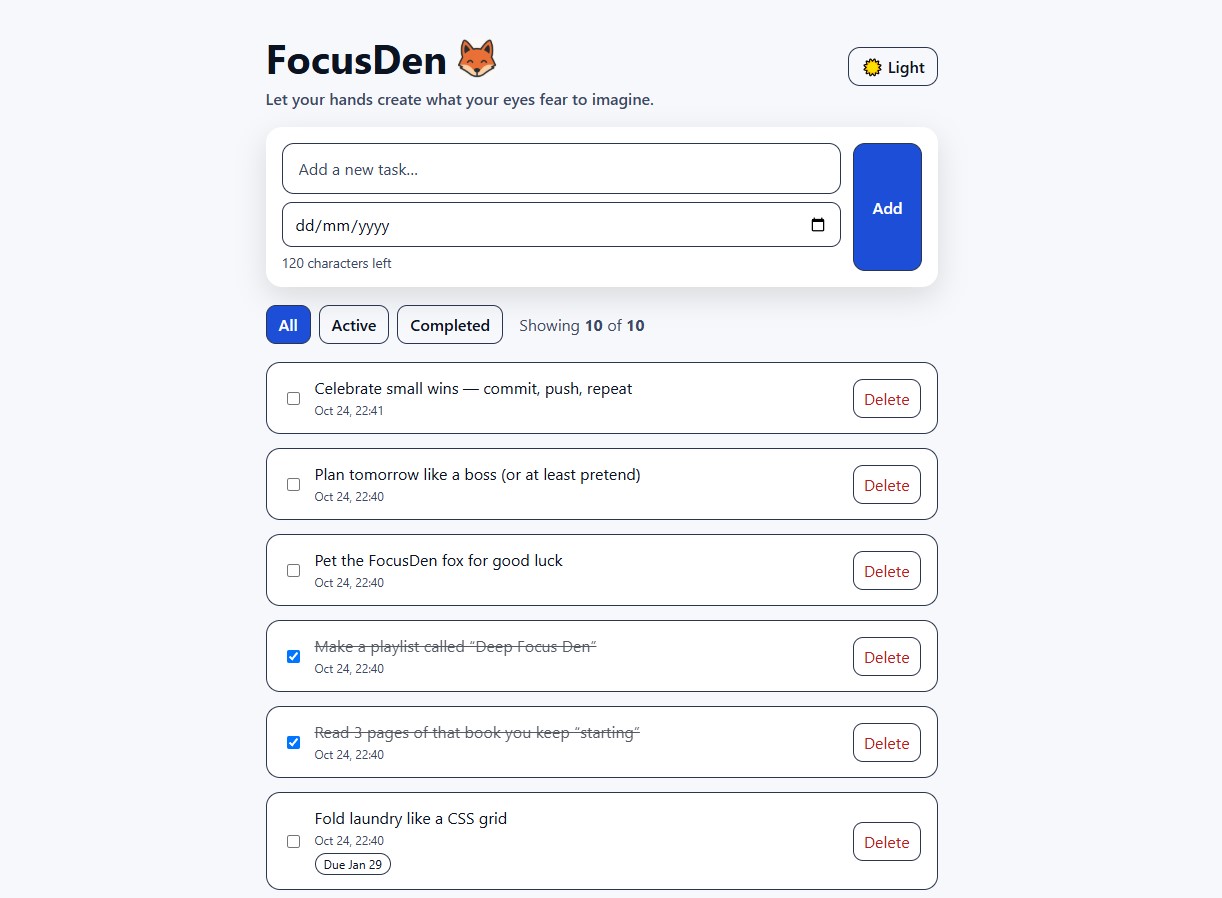 FocusDen
Light
Let your hands create what your eyes fear to imagine.
Add a new task...
Add
dd/mm/yyyy
120 characters left
All
Active
Completed
Showing 10 of 10
Celebrate small wins — commit, push, repeat
Oct 24, 22:41
Delete
Plan tomorrow like a boss (or at least pretend)
Oct 24, 22:40
Delete
Pet the FocusDen fox for good luck
Oct 24, 22:40
Delete
Make a playlist called “Deep Focus Den”
Oct 24, 22:40
Delete
Read 3 pages of that book you keep “starting”
Oct 24, 22:40
Delete
Fold laundry like a CSS grid
Oct 24, 22:40
Due Jan 29
Delete